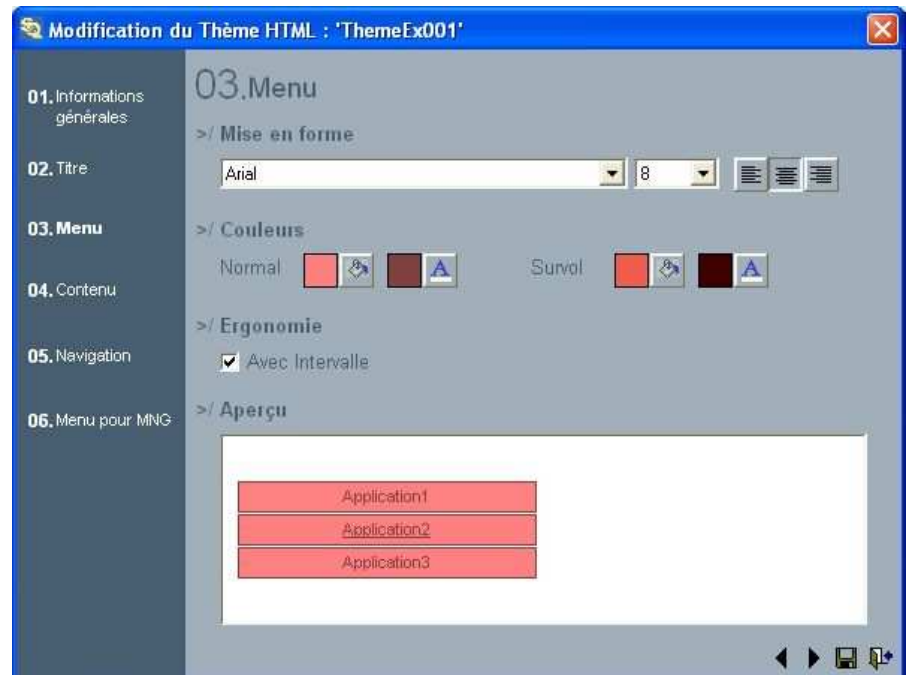 Modification du Thème HTML : 'ThemeEx001'
01. Informations générales
02. Titre
03. Menu
04. Contenu
05. Navigation
06. Menu pour MNG
03.Menu
>/ Mise en forme
Arial 8
>/ Couleurs
Normal A Survol A
>/ Ergonomie
Avec Intervalle
>/ Aperçu
Application1
Application2
Application3